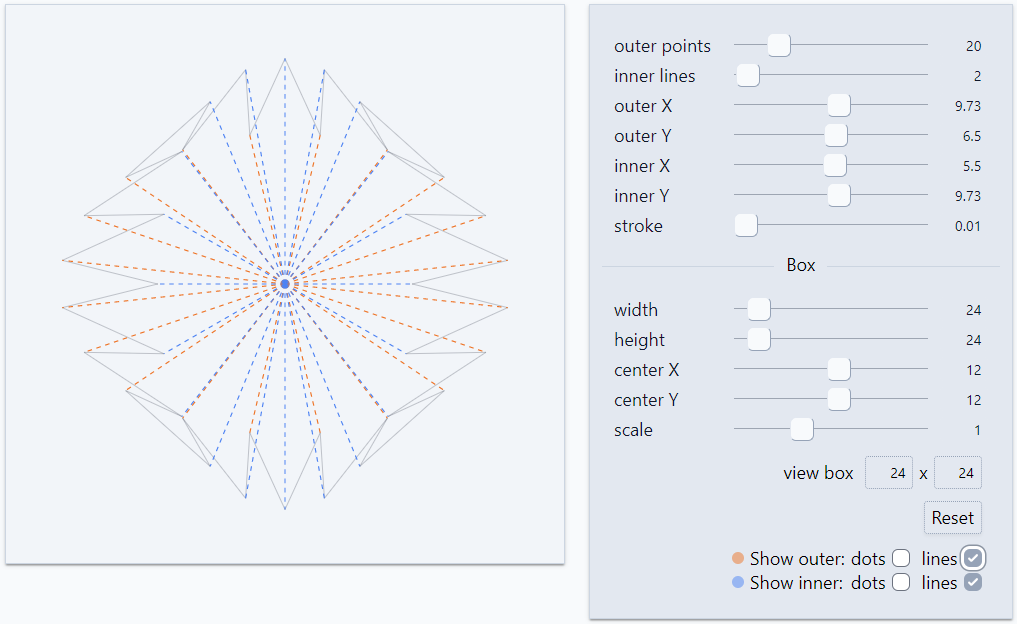 outer points 20
inner lines 2
outer X 9.73
outer Y 6.5
inner X 5.5
inner Y 9.73
stroke 0.01
Box
width 24
height 24
center X 12
center Y 12
scale 1
view box 24 x 24
Reset
Show outer: dots lines
Show inner: dots lines